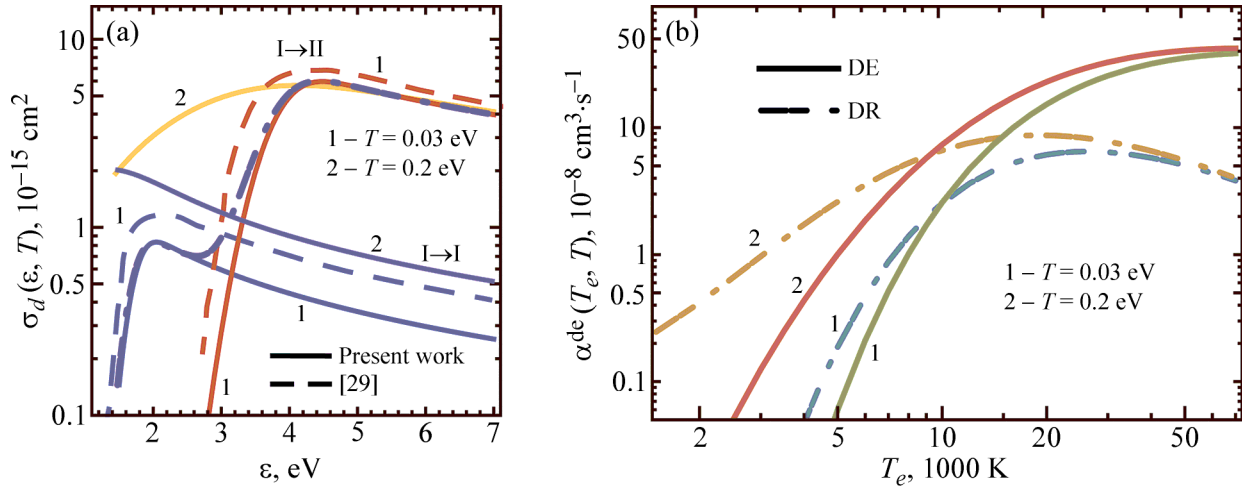 (a)
I→II
10
5
1
0.5
0.1
σd (ε, T), 10−15 cm2
1
2
1 – T = 0.03 eV
2 – T = 0.2 eV
1
2
I→I
1
1
Present work
[29]
2
3
4
5
6
7
ε, eV
(b)
50
10
5
1
0.5
0.1
αde (Te, T), 10−8 cm3·s−1
DE
DR
2
2
1
1
1 – T = 0.03 eV
2 – T = 0.2 eV
2
5
10
20
50
Te, 1000 K